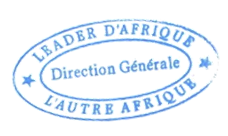 LEADER D'AFRIQUE
Direction Générale
L'AUTRE AFRIQUE